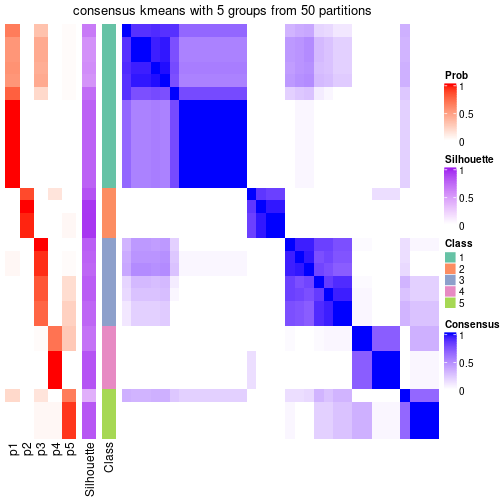 consensus kmeans with 5 groups from 50 partitions
Prob
1
0.5
0
Silhouette
1
0.5
0
Class
1
2
3
4
5
Consensus
1
0.5
0
p1
p2
p3
p4
p5
Silhouette
Class